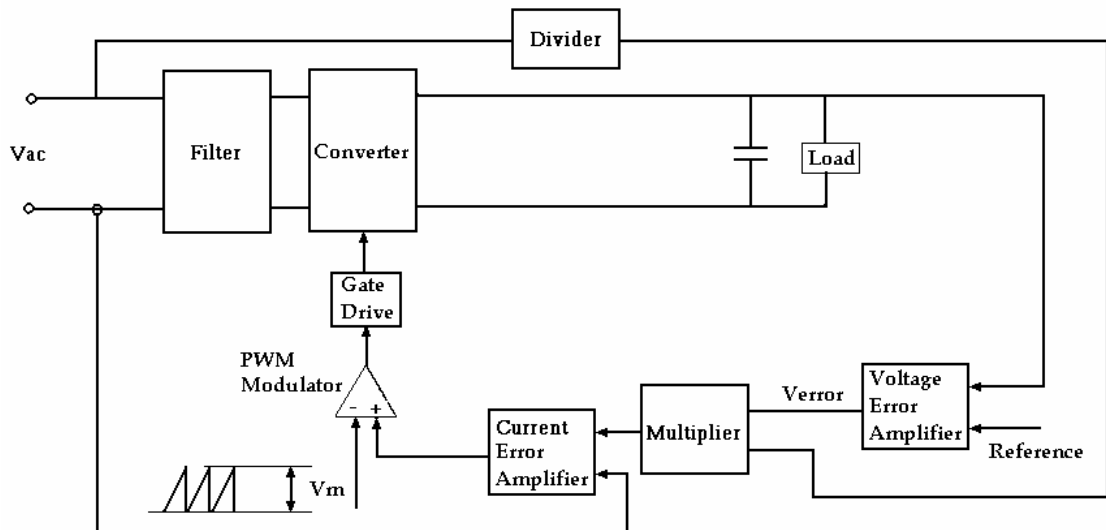 Divider
Vac
Filter
Converter
Load
Gate
Drive
PWM
Modulator
- +
Vm
Current
Error
Amplifier
Multiplier
Verror
Voltage
Error
Amplifier
Reference